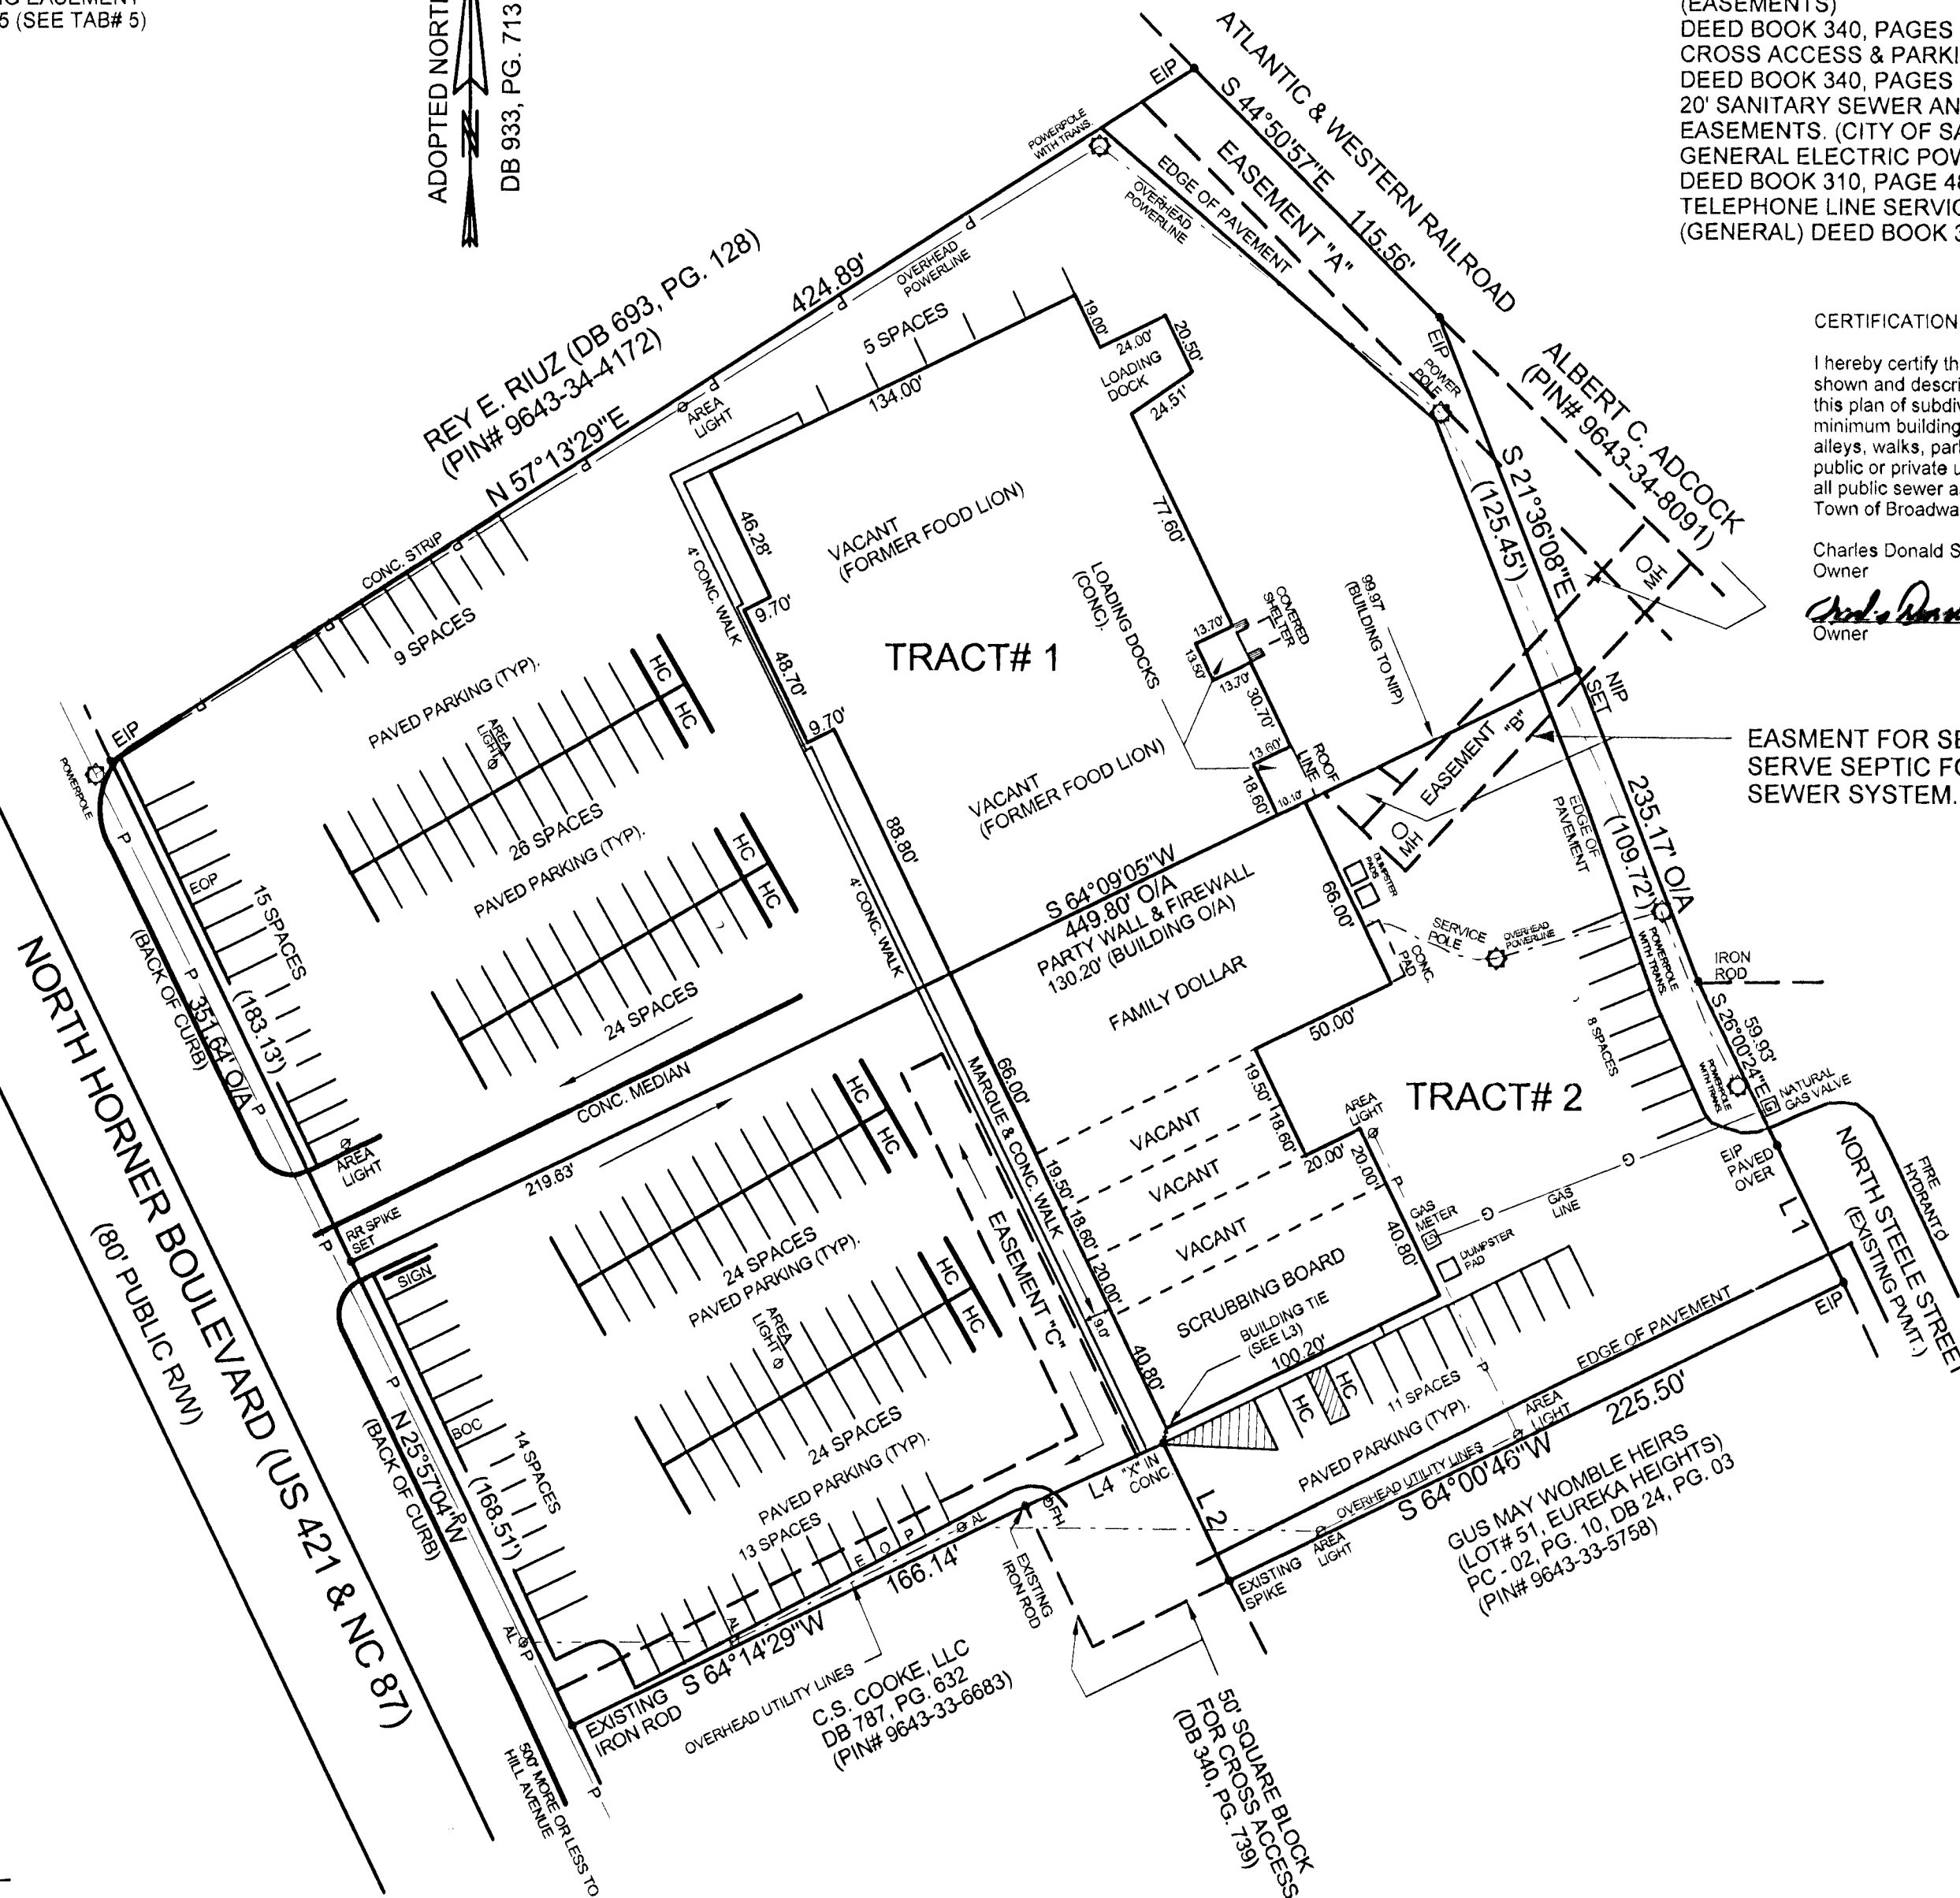 G EASEMENT
5 (SEE TAB# 5)
ADOPTED NORT
N
DB 933, PG. 713
(EASEMENTS)
DEED BOOK 340, PAGES
CROSS ACCESS & PARKI
DEED BOOK 340, PAGES
20' SANITARY SEWER AN
EASEMENTS. (CITY OF SA
GENERAL ELECTRIC POW
DEED BOOK 310, PAGE 48
TELEPHONE LINE SERVIC
(GENERAL) DEED BOOK 3
CERTIFICATION
I hereby certify th
shown and descri
this plan of subdiv
minimum building
alleys, walks, par
public or private u
all public sewer a
Town of Broadwa
Charles Donald S
Owner
Owner
EASMENT FOR SE
SERVE SEPTIC FO
SEWER SYSTEM.
ATLANTIC & WESTERN RAILROAD
EIP
S 44°50'57"E
115.56'
EASEMENT "A"
EDGE OF PAVEMENT
POWERPOLE
WITH TRANS.
OVERHEAD
POWERLINE
REY E. RIUZ (DB 693, PG. 128)
(PIN# 9643-34-4172)
424.89'
N 57°13'29"E
P
OVERHEAD
POWERLINE
P
P
P
P
P
P
AREA
LIGHT
CONC. STRIP
5 SPACES
134.00'
19.00'
24.00'
20.50'
LOADING
DOCK
24.51'
77.60'
EIP
POWER
POLE
ALBERT C. ADCOCK
(PIN# 9643-34-8091)
S 21°36'08"E
(125.45')
MH
NIP
SET
235.17' O/A
(109.72')
99.97'
(BUILDING TO NIP)
EASEMENT "B"
MH
VACANT
(FORMER FOOD LION)
46.28'
9.70'
48.70'
9.70'
4' CONC. WALK
TRACT# 1
LOADING DOCKS
(CONC).
COVERED
SHELTER
13.70'
13.50'
13.70'
30.70'
13.60'
18.60'
10.10'
ROOF
LINE
VACANT
(FORMER FOOD LION)
88.80'
4' CONC. WALK
9 SPACES
PAVED PARKING (TYP).
AREA
LIGHT
HC
HC
26 SPACES
PAVED PARKING (TYP).
HC
HC
24 SPACES
EIP
POWERPOLE
P
EOP
15 SPACES
(BACK OF CURB)
P
351.64' O/A
(183.13')
P
AREA
LIGHT
NORTH HORNER BOULEVARD (US 421 & NC 87)
(80' PUBLIC R/W)
CONC. MEDIAN
219.63'
RR SPIKE
SET
P
SIGN
S 64°09'05"W
449.80' O/A
PARTY WALL & FIREWALL
130.20' (BUILDING O/A)
FAMILY DOLLAR
66.00'
DUMPSTER
PADS
CONC.
PAD
SERVICE
POLE
OVERHEAD
POWERLINE
EDGE OF
PAVEMENT
POWERPOLE
WITH TRANS.
IRON
ROD
S 26°00'24"E
59.93'
8 SPACES
POWERPOLE
WITH TRANS.
G
NATURAL
GAS VALVE
EIP
PAVED
OVER
L 1
NORTH STEELE STREET
(EXISTING PVMT.)
FIRE
HYDRANT
EIP
50.00'
TRACT# 2
66.00'
MARQUE & CONC. WALK
19.50'
18.60'
20.00'
9.0'
40.80'
EASEMENT "C"
VACANT
VACANT
VACANT
19.50'
18.60'
20.00'
20.00'
AREA
LIGHT
P
40.80'
GAS
METER
G
G
GAS
LINE
G
DUMPSTER
PAD
SCRUBBING BOARD
BUILDING TIE
(SEE L3)
100.20'
HC
HC
11 SPACES
P
EDGE OF PAVEMENT
PAVED PARKING (TYP).
AREA
LIGHT
OVERHEAD UTILITY LINES
225.50'
S 64°00'46"W
GUS MAY WOMBLE HEIRS
(LOT# 51, EUREKA HEIGHTS)
PC - 02, PG. 10, DB 24, PG. 03
(PIN# 9643-33-5758)
HC
HC
24 SPACES
PAVED PARKING (TYP).
AREA
LIGHT
HC
HC
24 SPACES
PAVED PARKING (TYP).
13 SPACES
P
BOC
14 SPACES
N 25°57'04"W
(BACK OF CURB)
(168.51')
AL
P
P
AL
E O P
AL
FH
L4
"X" IN
CONC.
L 2
166.14'
S 64°14'29"W
EXISTING
IRON ROD
EXISTING
IRON ROD
EXISTING
SPIKE
AREA
LIGHT
OVERHEAD UTILITY LINES
C.S. COOKE, LLC
DB 787, PG. 632
(PIN# 9643-33-6683)
500' MORE OR LESS TO
HILL AVENUE
P
50' SQUARE BLOCK
FOR CROSS ACCESS
(DB 340, PG. 739)